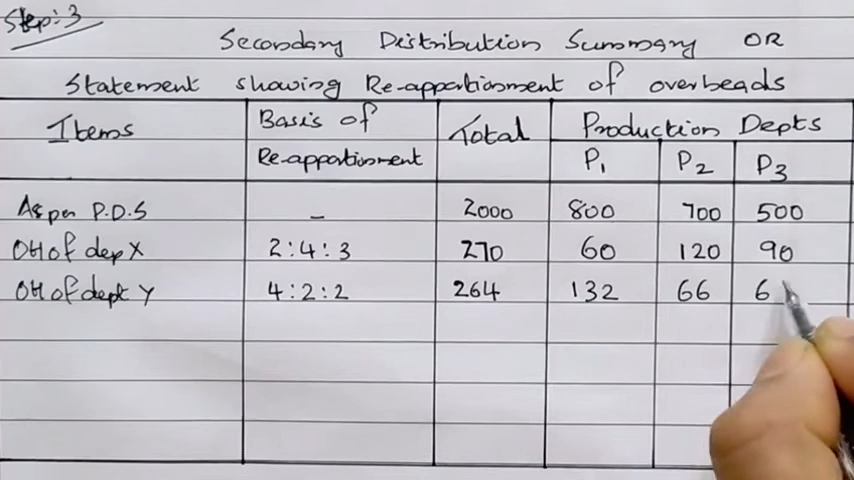 Step:3
Secondary Distribution Summary OR
Statement showing Re-apportionment of overheads
Items Basis of Re-apportionment Total Production Depts
P1 P2 P3
As per P.D.S – 2000 800 700 500
OH of dep X 2:4:3 270 60 120 90
OH of dept Y 4:2:2 264 132 66 6